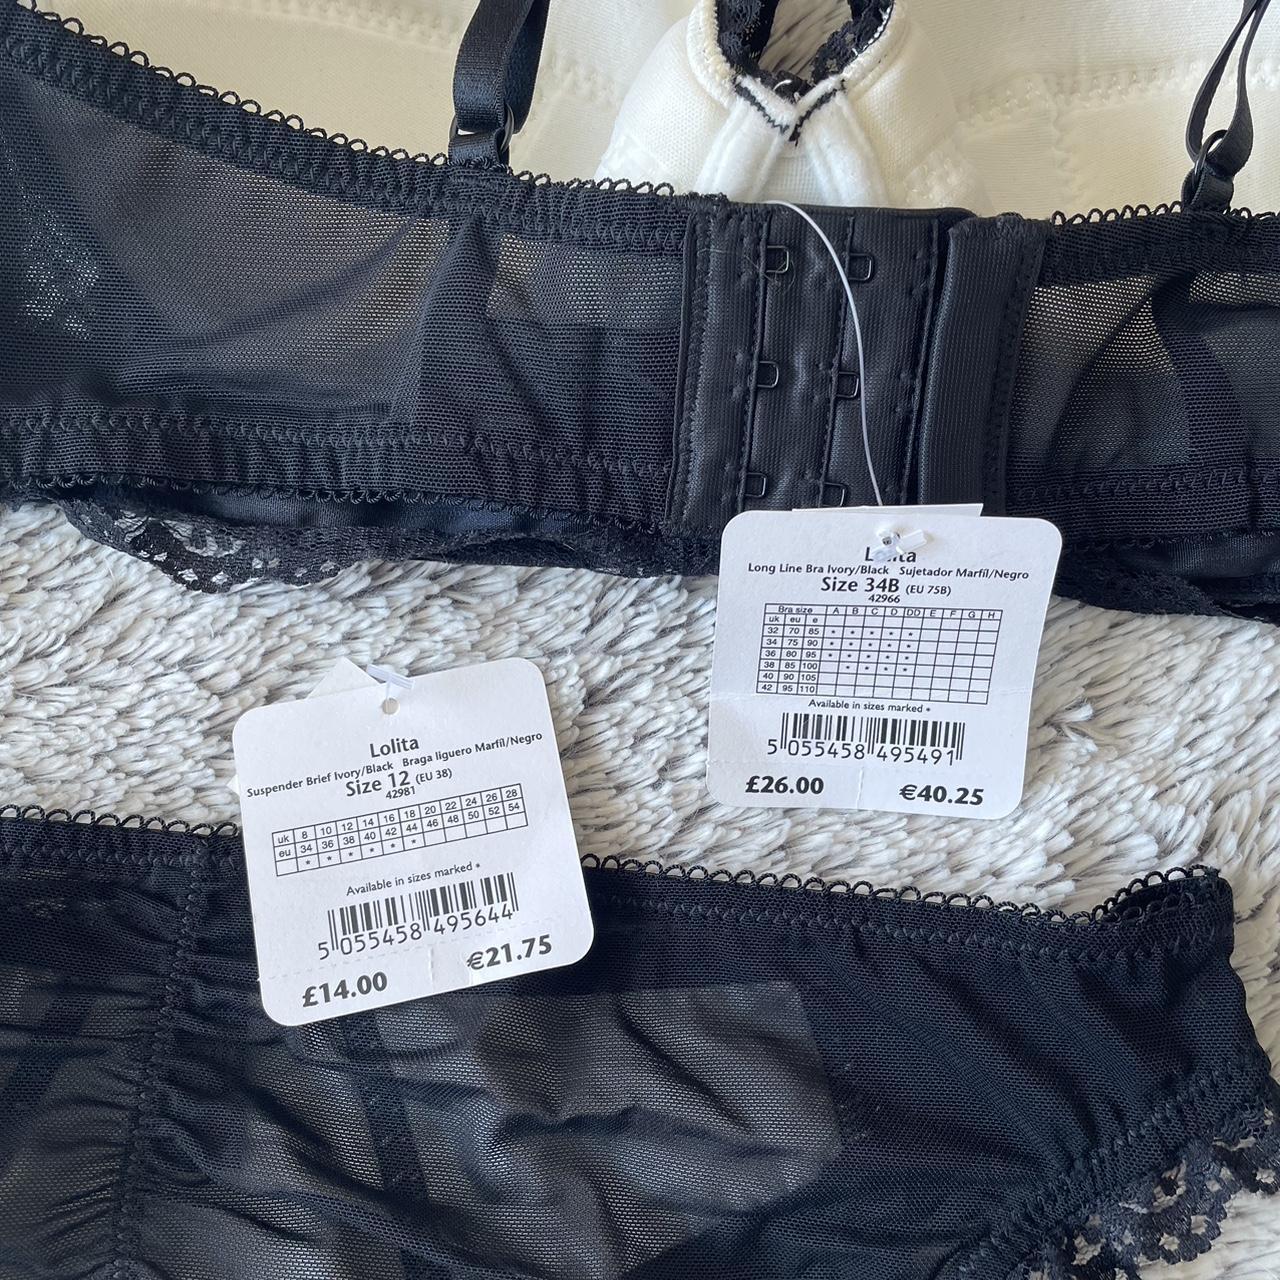 Lolita
Long Line Bra Ivory/Black Sujetador Marfil/Negro
Size 34B (EU 75B)
42966
Bra size A B C D DD E F G H
uk eu e
32 70 85 * * * * *
34 75 90 * * * * *
36 80 95 * * * * *
38 85 100 * * * *
40 90 105
42 95 110
Available in sizes marked *
5 055458 495491
£26.00 €40.25
Lolita
Suspender Brief Ivory/Black Braga liguero Marfil/Negro
Size 12 (EU 38)
42981
uk 8 10 12 14 16 18 20 22 24 26 28
eu 34 36 38 40 42 44 46 48 50 52 54
* * * * * *
Available in sizes marked *
5 055458 495644
£14.00 €21.75